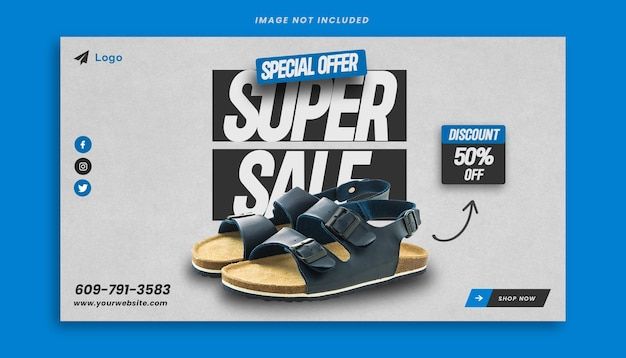 IMAGE NOT INCLUDED
Logo
SPECIAL OFFER
SUPER
SALE
DISCOUNT
50%
OFF
609-791-3583
www.yourwebsite.com
SHOP NOW